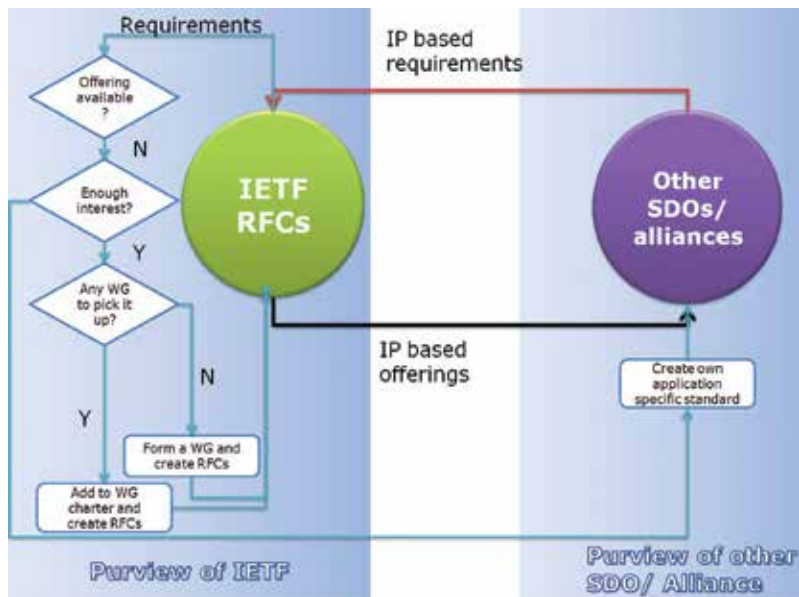 Requirements
IP based
requirements
Offering
available
?
N
Enough
interest?
IETF
RFCs
Other
SDOs/
alliances
Y
Any WG
to pick it
up?
IP based
offerings
N
Create own
application
specific standard
Y
Form a WG and
create RFCs
Add to WG
charter and
create RFCs
Purview of IETF
Purview of other
SDO/ Alliance